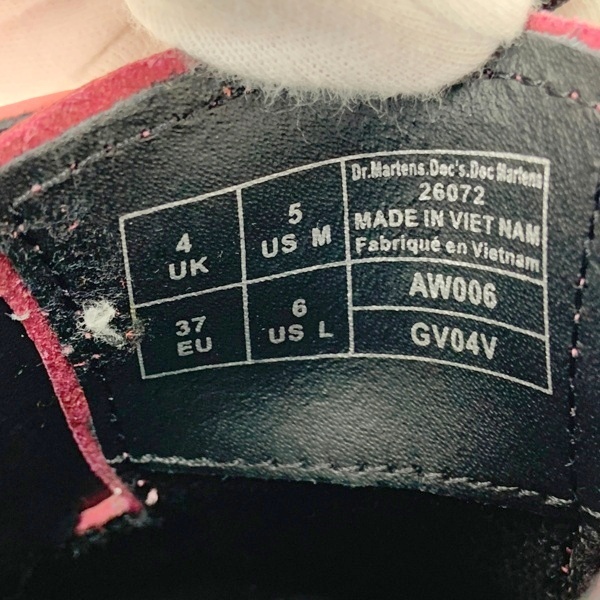 4
UK
5
US M
Dr.Martens.Doc's.Doc Martens
26072
MADE IN VIET NAM
Fabriqué en Vietnam
37
EU
6
US L
AW006
GV04V